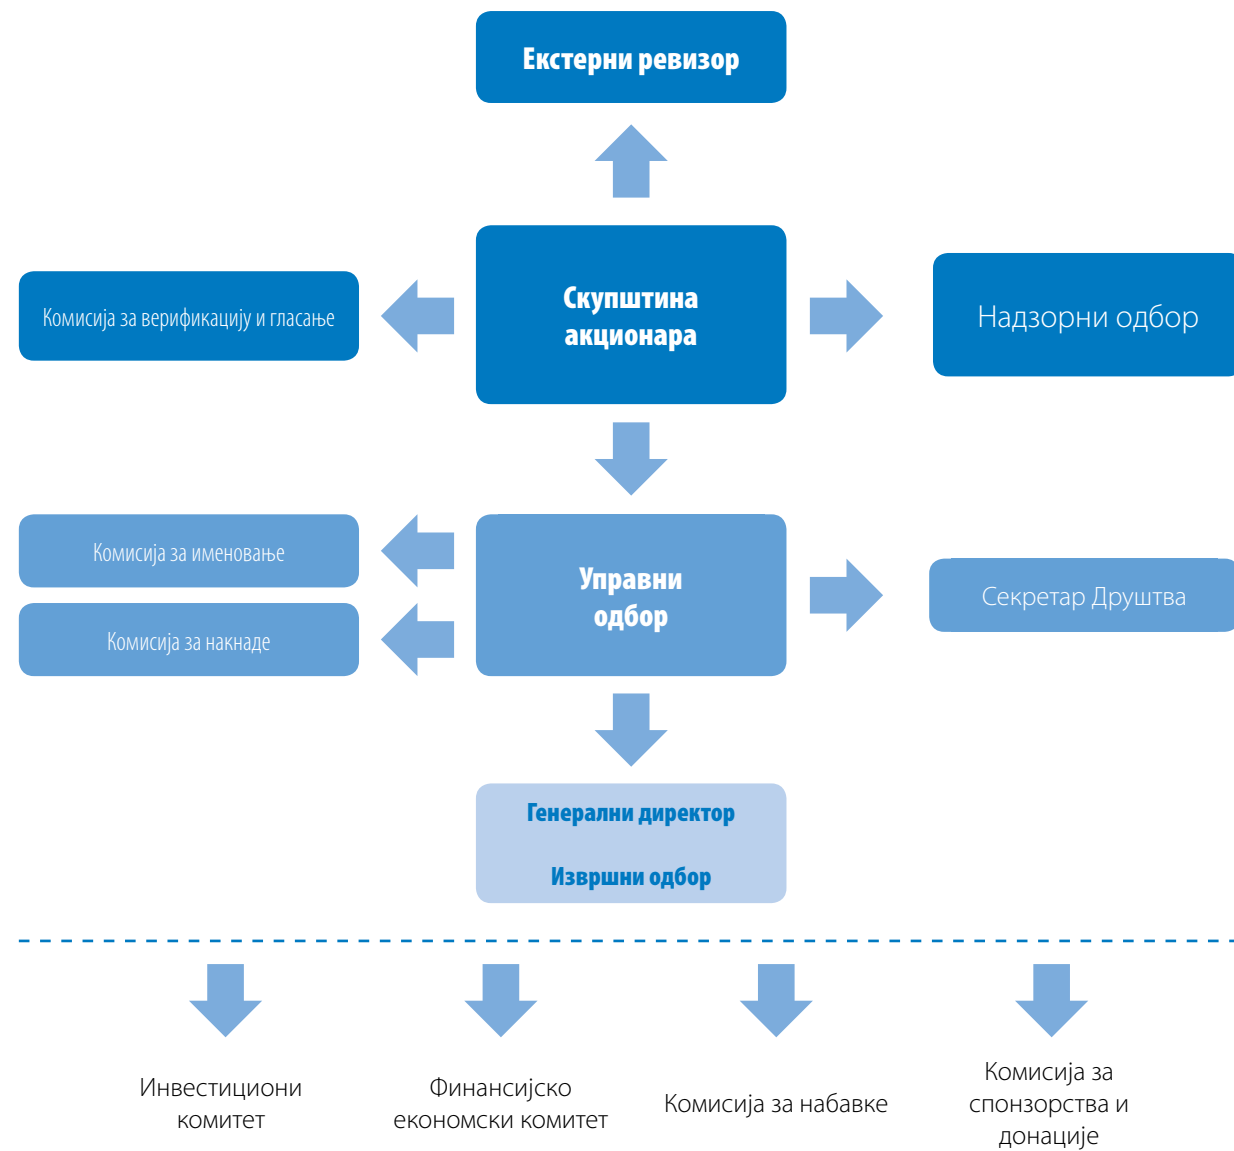 Екстерни ревизор
Комисија за верификацију и гласање
Скупштина
акционара
Надзорни одбор
Комисија за именовање
Комисија за накнаде
Управни
одбор
Секретар Друштва
Генерални директор
Извршни одбор
Инвестициони
комитет
Финансијско
економски комитет
Комисија за набавке
Комисија за
спонзорства и
донације